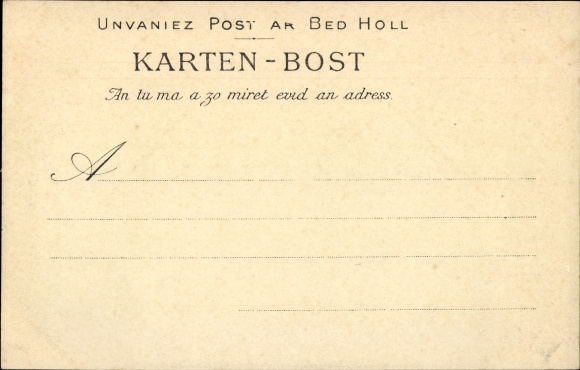 UNVANIEZ POST AR BED HOLL
KARTEN-BOST
An tu ma a zo miret evid an adress.
A